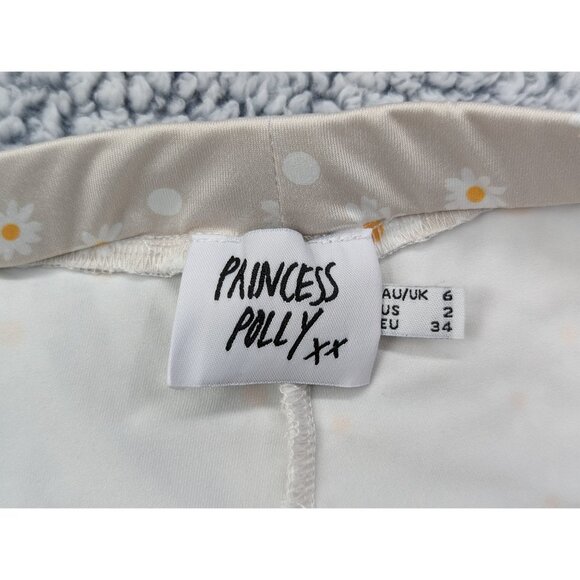 PRINCESS
POLLY xx
AU/UK 6
US 2
EU 34